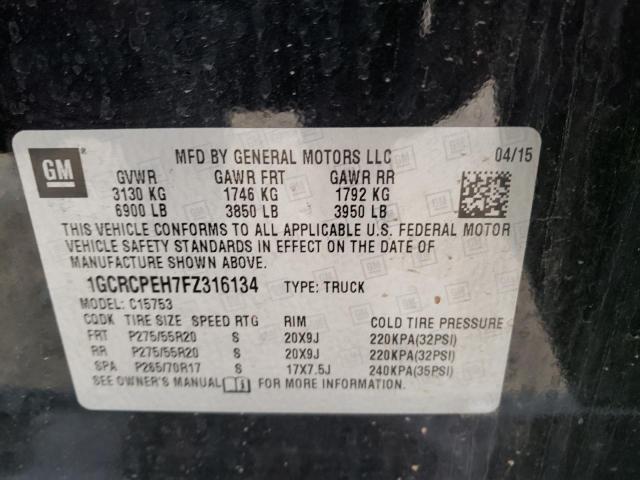 GM
MFD BY GENERAL MOTORS LLC 04/15
GVWR GAWR FRT GAWR RR
3130 KG 1746 KG 1792 KG
6900 LB 3850 LB 3950 LB
THIS VEHICLE CONFORMS TO ALL APPLICABLE U.S. FEDERAL MOTOR
VEHICLE SAFETY STANDARDS IN EFFECT ON THE DATE OF
MANUFACTURE SHOWN ABOVE.
1GCRCPEH7FZ316134 TYPE: TRUCK
MODEL: C15753
CQDK TIRE SIZE SPEED RTG RIM COLD TIRE PRESSURE
FRT P275/55R20 S 20X9J 220KPA(32PSI)
RR P275/55R20 S 20X9J 220KPA(32PSI)
SPA P265/70R17 S 17X7.5J 240KPA(35PSI)
SEE OWNER'S MANUAL FOR MORE INFORMATION.